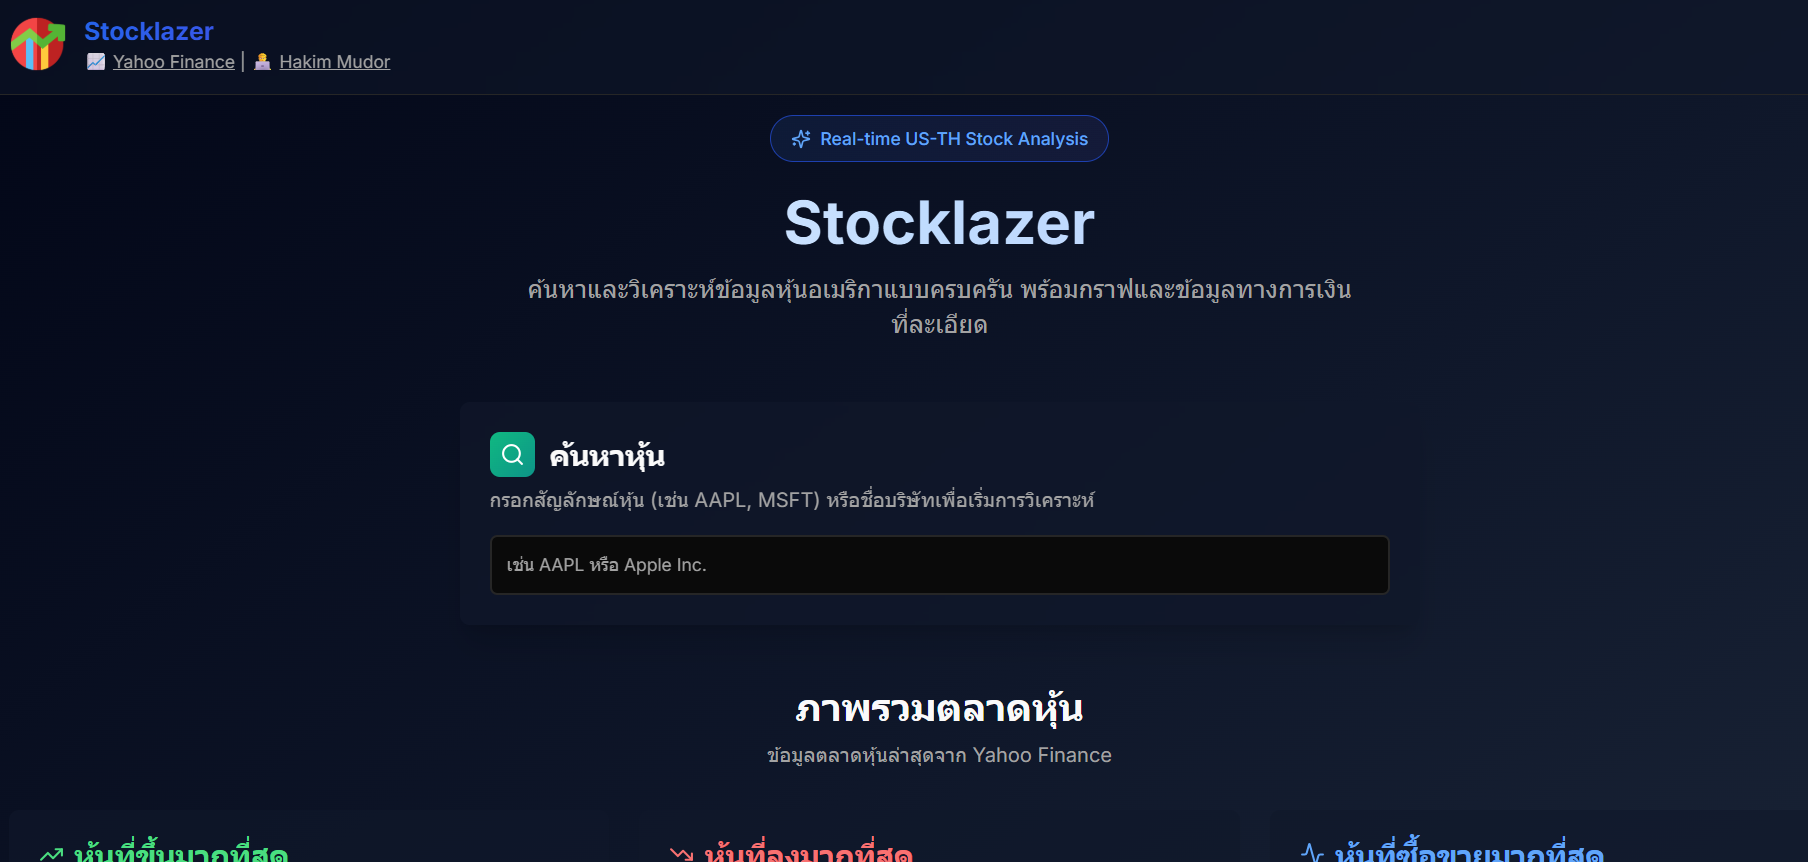 Stocklazer
Yahoo Finance | Hakim Mudor
Real-time US-TH Stock Analysis
Stocklazer
ค้นหาและวิเคราะห์ข้อมูลหุ้นอเมริกาแบบครบครัน พร้อมกราฟและข้อมูลทางการเงิน
ที่ละเอียด
ค้นหาหุ้น
กรอกสัญลักษณ์หุ้น (เช่น AAPL, MSFT) หรือชื่อบริษัทเพื่อเริ่มการวิเคราะห์
เช่น AAPL หรือ Apple Inc.
ภาพรวมตลาดหุ้น
ข้อมูลตลาดหุ้นล่าสุดจาก Yahoo Finance
หุ้นที่ขึ้นมากที่สุด
หุ้นที่ลงมากที่สุด
หุ้นที่ซื้อขายมากที่สุด